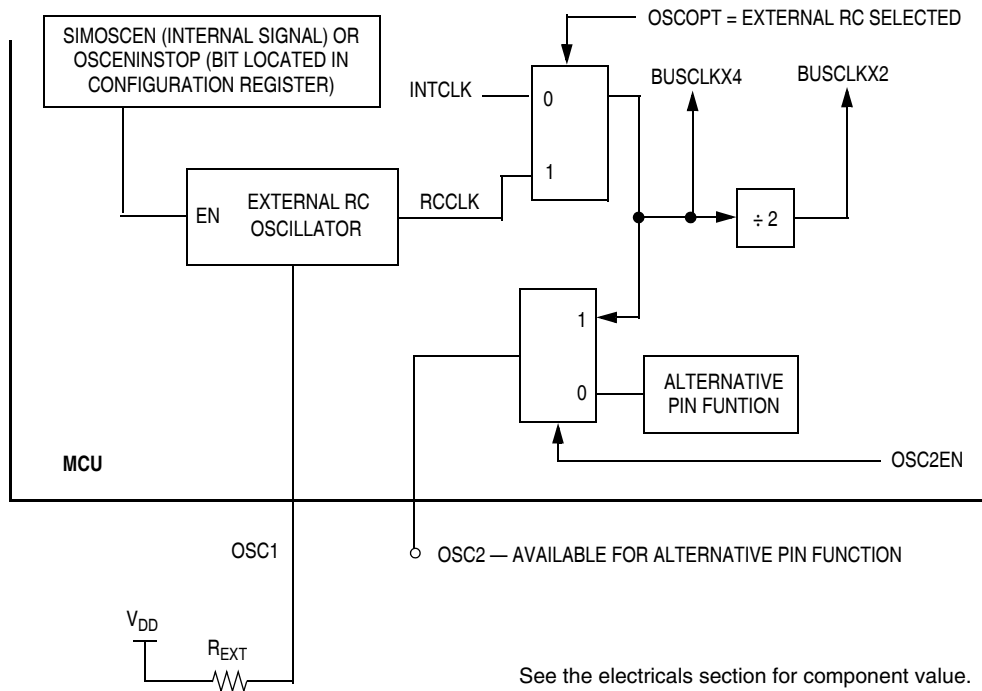 SIMOSCEN (INTERNAL SIGNAL) OR
OSCENINSTOP (BIT LOCATED IN
CONFIGURATION REGISTER)
OSCOPT = EXTERNAL RC SELECTED
INTCLK
0
1
BUSCLKX4
BUSCLKX2
EN
EXTERNAL RC
OSCILLATOR
RCCLK
÷ 2
1
0
ALTERNATIVE
PIN FUNTION
MCU
OSC2EN
OSC1
OSC2 — AVAILABLE FOR ALTERNATIVE PIN FUNCTION
VDD
REXT
See the electricals section for component value.